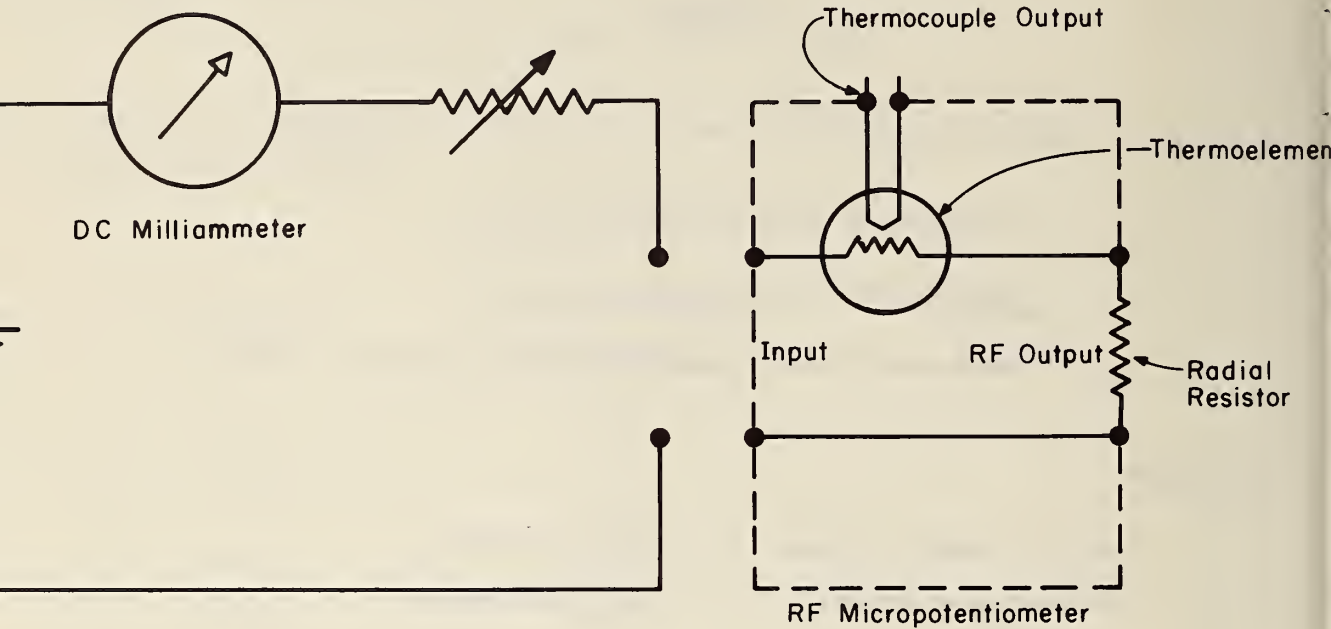 Thermocouple Output
Thermoelemen
DC Milliammeter
Input
RF Output
Radial
Resistor
RF Micropotentiometer